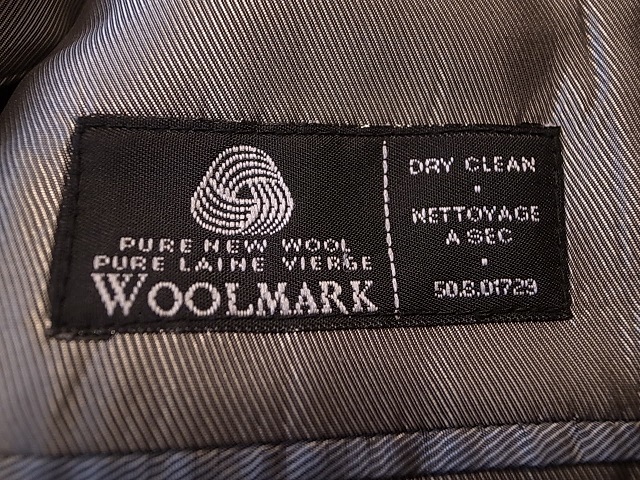 PURE NEW WOOL
PURE LAINE VIERGE
WOOLMARK
DRY CLEAN
NETTOYAGE
A SEC
50.8.01729